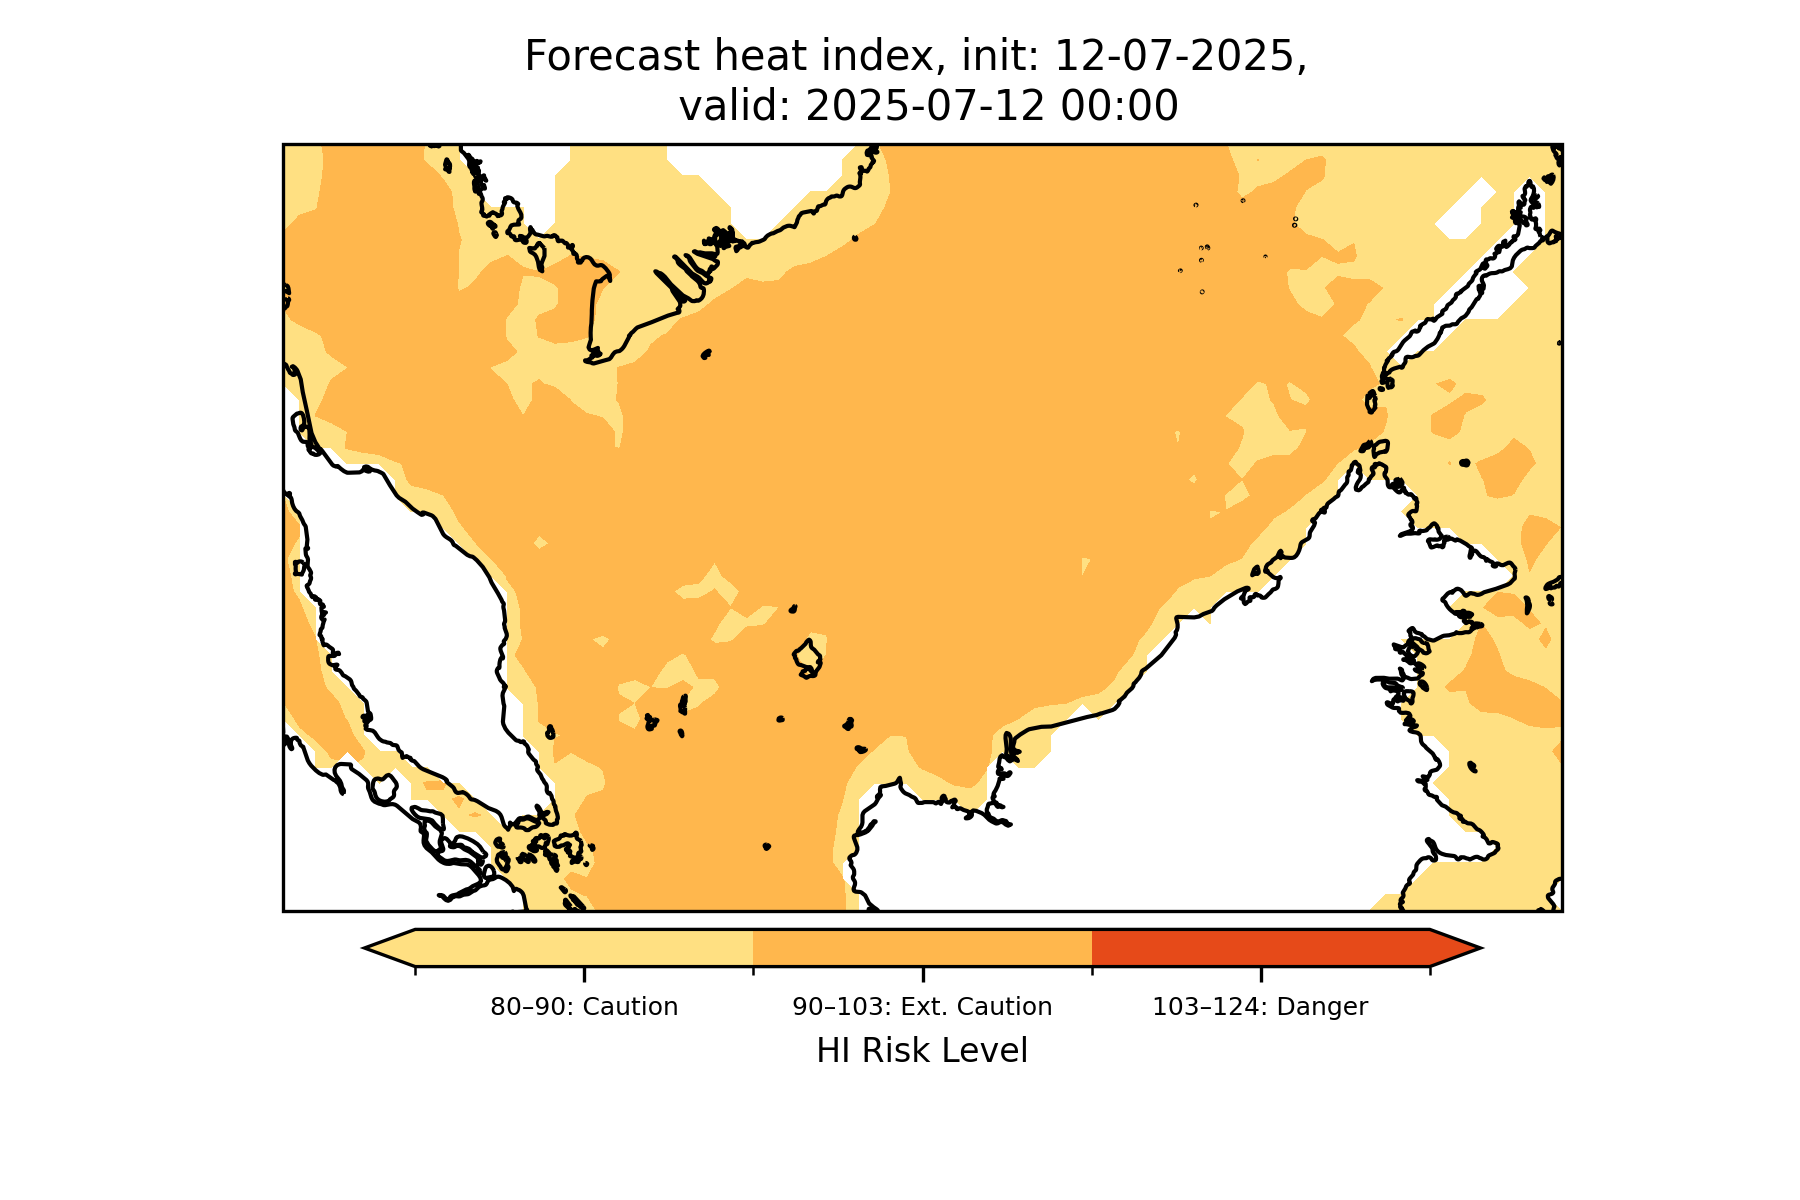 Forecast heat index, init: 12-07-2025,
valid: 2025-07-12 00:00
80–90: Caution
90–103: Ext. Caution
103–124: Danger
HI Risk Level